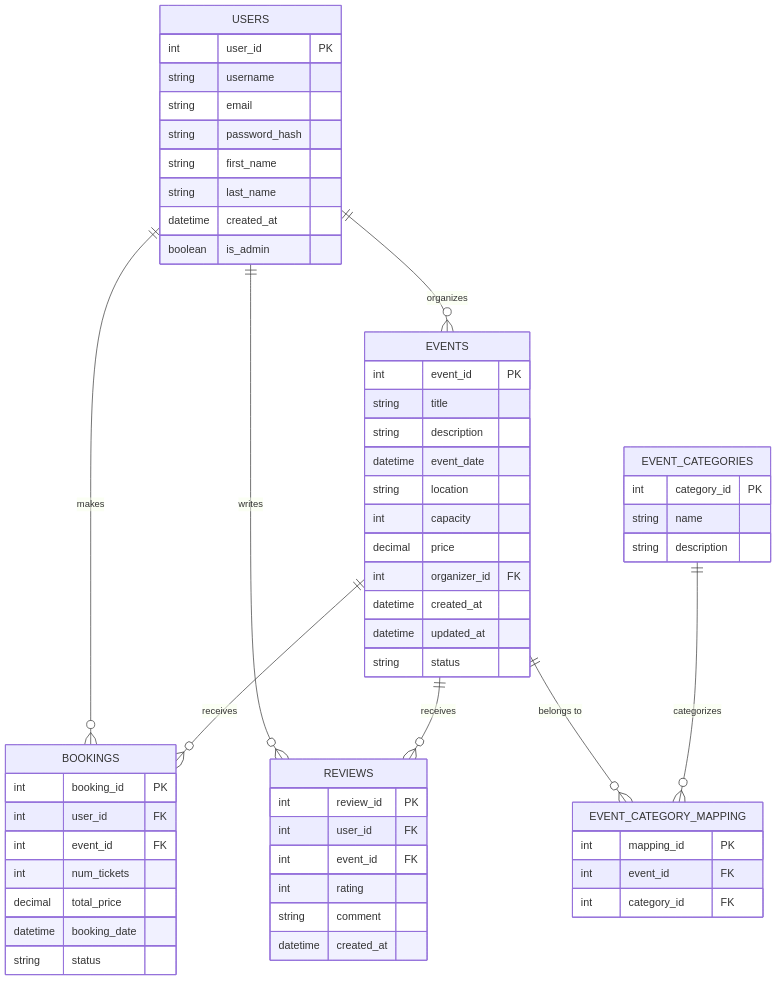 USERS
int user_id PK
string username
string email
string password_hash
string first_name
string last_name
datetime created_at
boolean is_admin
organizes
EVENTS
int event_id PK
string title
string description
datetime event_date
string location
int capacity
decimal price
int organizer_id FK
datetime created_at
datetime updated_at
string status
EVENT_CATEGORIES
int category_id PK
string name
string description
makes
writes
receives
receives
belongs to
categorizes
BOOKINGS
int booking_id PK
int user_id FK
int event_id FK
int num_tickets
decimal total_price
datetime booking_date
string status
REVIEWS
int review_id PK
int user_id FK
int event_id FK
int rating
string comment
datetime created_at
EVENT_CATEGORY_MAPPING
int mapping_id PK
int event_id FK
int category_id FK